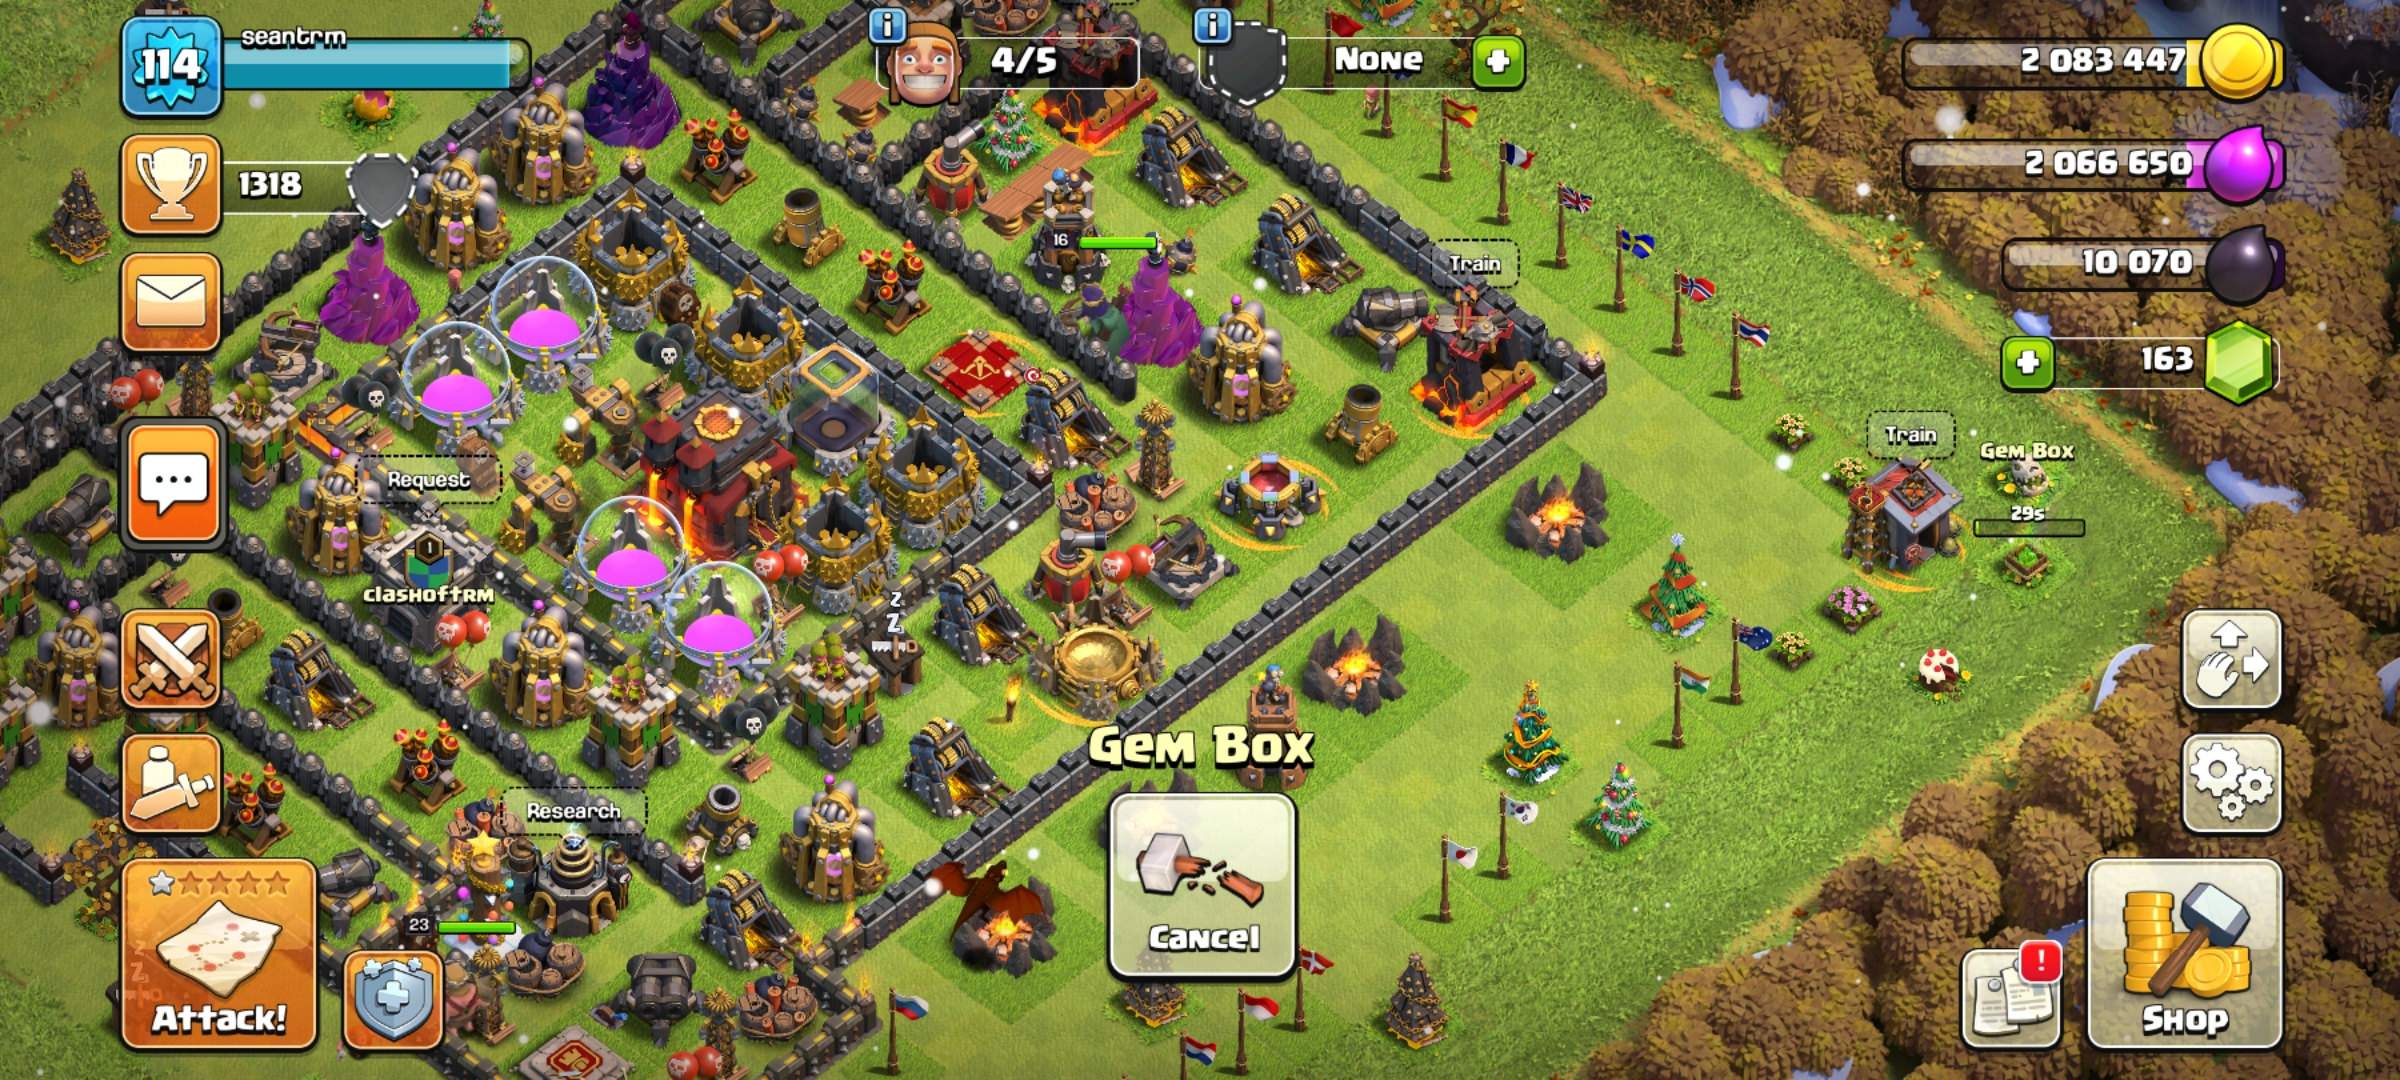 114
seantrm
4/5
None
2 083 447
1318
2 066 650
16
Train
10 070
163
Train
Gem Box
Request
29s
1
clashoftrm
Z
Z
Gem Box
Research
Cancel
23
Attack!
!
Shop